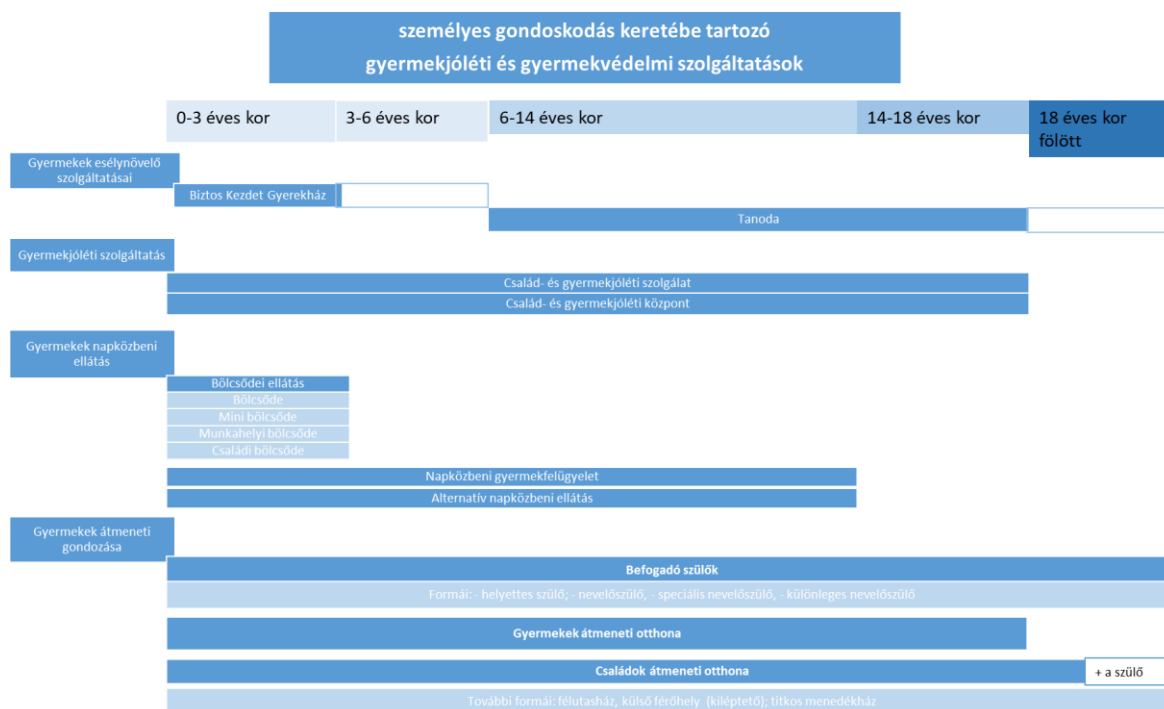 személyes gondoskodás keretébe tartozó
gyermekjóléti és gyermekvédelmi szolgáltatások
0-3 éves kor
3-6 éves kor
6-14 éves kor
14-18 éves kor
18 éves kor
fölött
Gyermekek esélynövelő
szolgáltatásai
Biztos Kezdet Gyerekház
Tanoda
Gyermekjóléti szolgáltatás
Család- és gyermekjóléti szolgálat
Család- és gyermekjóléti központ
Gyermekek napközbeni
ellátás
Bölcsődei ellátás
Bölcsőde
Mini bölcsőde
Munkahelyi bölcsőde
Családi bölcsőde
Napközbeni gyermekfelügyelet
Alternatív napközbeni ellátás
Gyermekek átmeneti
gondozása
Befogadó szülők
Formái: - helyettes szülő; - nevelőszülő, - speciális nevelőszülő, - különleges nevelőszülő
Gyermekek átmeneti otthona
Családok átmeneti otthona
+ a szülő
További formái: félutasház, külső férőhely (kiléptető); titkos menedékház